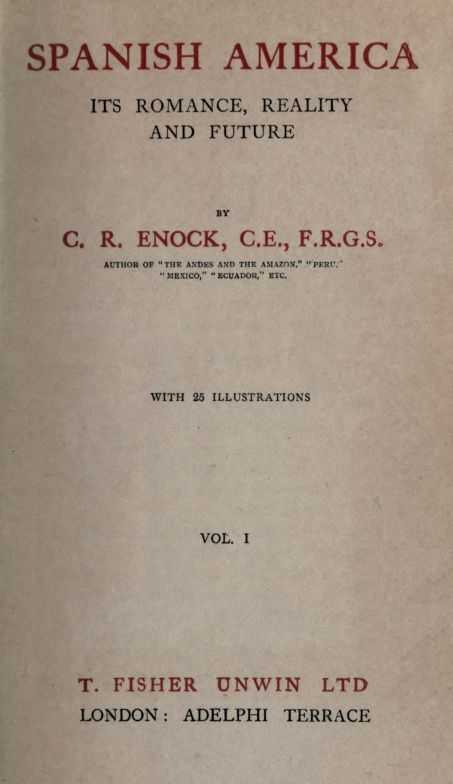 SPANISH AMERICA
ITS ROMANCE, REALITY
AND FUTURE
BY
C. R. ENOCK, C.E., F.R.G.S.
AUTHOR OF "THE ANDES AND THE AMAZON," "PERU,"
"MEXICO," "ECUADOR," ETC.
WITH 25 ILLUSTRATIONS
VOL. I
T. FISHER UNWIN LTD
LONDON: ADELPHI TERRACE